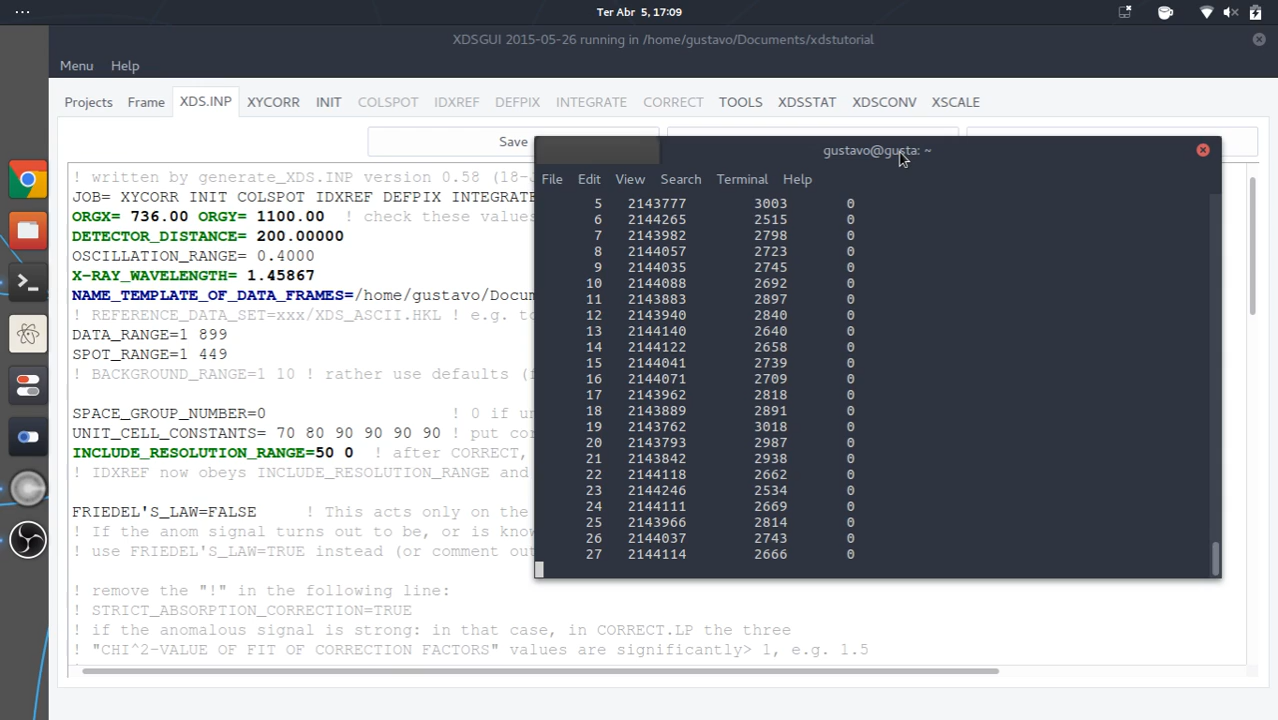 Ter Abr 5, 17:09
XDSGUI 2015-05-26 running in /home/gustavo/Documents/xdstutorial
Menu Help
Projects Frame XDS.INP XYCORR INIT COLSPOT IDXREF DEFPIX INTEGRATE CORRECT TOOLS XDSSTAT XDSCONV XSCALE
Save
! written by generate_XDS.INP version 0.58 (18-
JOB= XYCORR INIT COLSPOT IDXREF DEFPIX INTEGRATE
ORGX= 736.00 ORGY= 1100.00 ! check these values
DETECTOR_DISTANCE= 200.00000
OSCILLATION_RANGE= 0.4000
X-RAY_WAVELENGTH= 1.45867
NAME_TEMPLATE_OF_DATA_FRAMES=/home/gustavo/Docum
! REFERENCE_DATA_SET=xxx/XDS_ASCII.HKL ! e.g. to
DATA_RANGE=1 899
SPOT_RANGE=1 449
! BACKGROUND_RANGE=1 10 ! rather use defaults (
SPACE_GROUP_NUMBER=0 ! 0 if un
UNIT_CELL_CONSTANTS= 70 80 90 90 90 90 ! put cor
INCLUDE_RESOLUTION_RANGE=50 0 ! after CORRECT,
! IDXREF now obeys INCLUDE_RESOLUTION_RANGE and
FRIEDEL'S_LAW=FALSE ! This acts only on the
! If the anom signal turns out to be, or is know
! use FRIEDEL'S_LAW=TRUE instead (or comment out
! remove the "!" in the following line:
! STRICT_ABSORPTION_CORRECTION=TRUE
! if the anomalous signal is strong: in that case, in CORRECT.LP the three
! "CHI^2-VALUE OF FIT OF CORRECTION FACTORS" values are significantly> 1, e.g. 1.5
gustavo@gusta: ~
File Edit View Search Terminal Help
5 2143777 3003 0
6 2144265 2515 0
7 2143982 2798 0
8 2144057 2723 0
9 2144035 2745 0
10 2144088 2692 0
11 2143883 2897 0
12 2143940 2840 0
13 2144140 2640 0
14 2144122 2658 0
15 2144041 2739 0
16 2144071 2709 0
17 2143962 2818 0
18 2143889 2891 0
19 2143762 3018 0
20 2143793 2987 0
21 2143842 2938 0
22 2144118 2662 0
23 2144246 2534 0
24 2144111 2669 0
25 2143966 2814 0
26 2144037 2743 0
27 2144114 2666 0